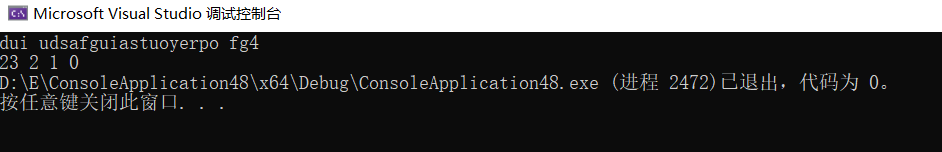 Microsoft Visual Studio 调试控制台
dui udsafguiastuoyerpo fg4
23 2 1 0
D:\E\ConsoleApplication48\x64\Debug\ConsoleApplication48.exe (进程 2472)已退出，代码为 0。
按任意键关闭此窗口. . .